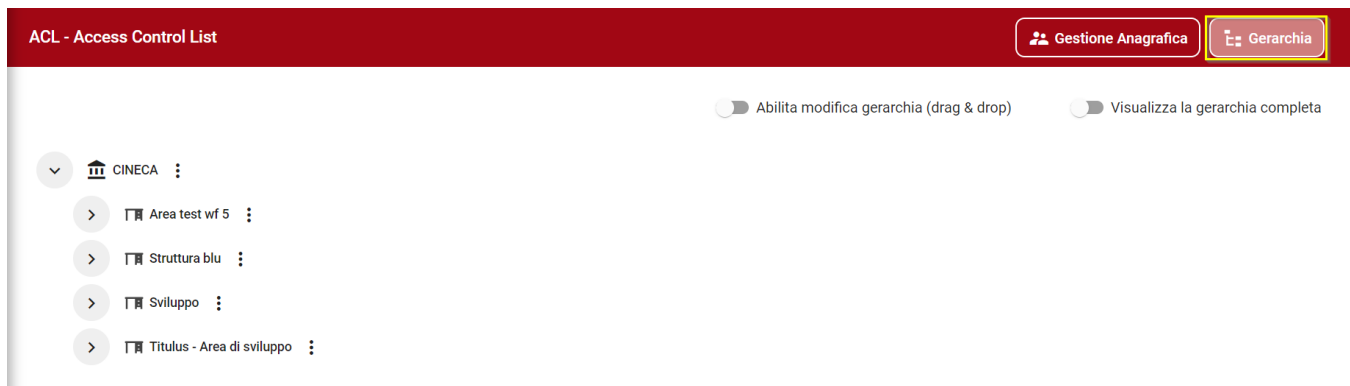 ACL - Access Control List
Gestione Anagrafica
Gerarchia
Abilita modifica gerarchia (drag & drop)
Visualizza la gerarchia completa
CINECA
Area test wf 5
Struttura blu
Sviluppo
Titulus - Area di sviluppo